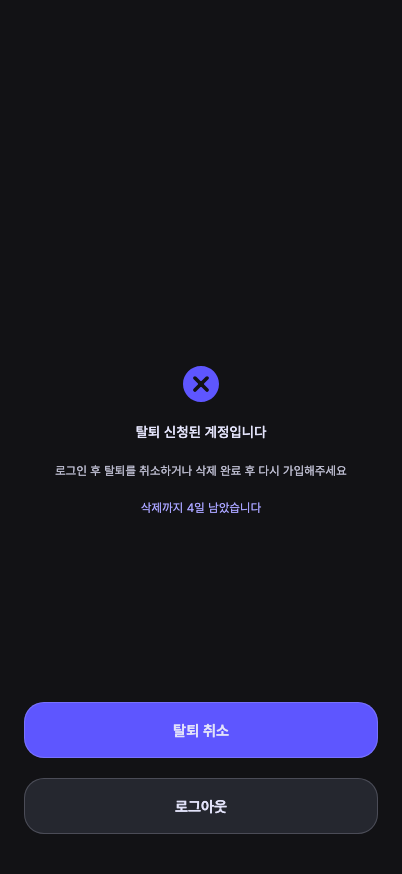 탈퇴 신청된 계정입니다
로그인 후 탈퇴를 취소하거나 삭제 완료 후 다시 가입해주세요
삭제까지 4일 남았습니다
탈퇴 취소
로그아웃